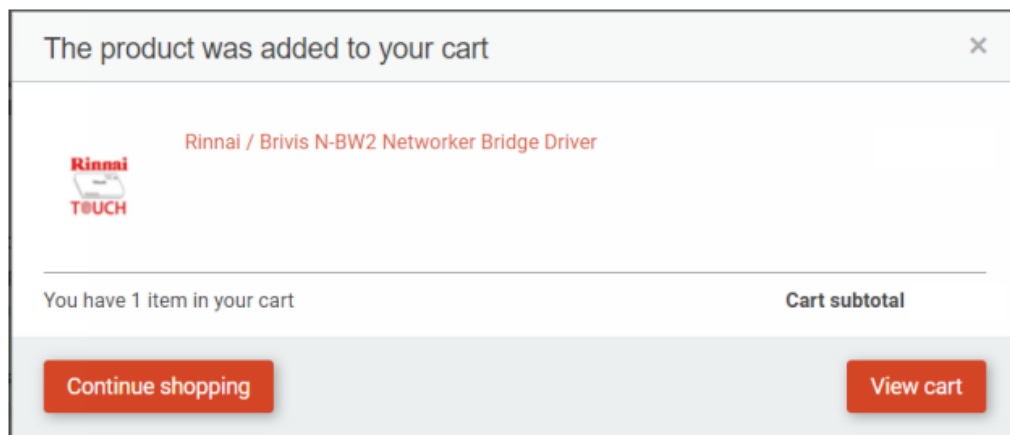 The product was added to your cart
×
Rinnai / Brivis N-BW2 Networker Bridge Driver
Rinnai
TOUCH
You have 1 item in your cart
Cart subtotal
Continue shopping
View cart